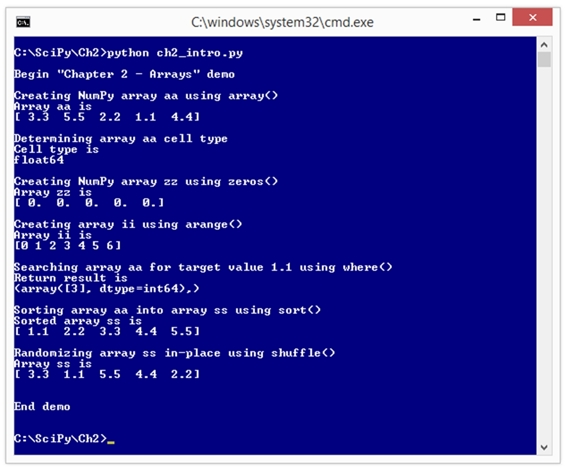 C:\windows\system32\cmd.exe
C:\SciPy\Ch2>python ch2_intro.py
Begin "Chapter 2 - Arrays" demo
Creating NumPy array aa using array()
Array aa is
[ 3.3  5.5  2.2  1.1  4.4]
Determining array aa cell type
Cell type is
float64
Creating NumPy array zz using zeros()
Array zz is
[ 0.  0.  0.  0.  0.]
Creating array ii using arange()
Array ii is
[0 1 2 3 4 5 6]
Searching array aa for target value 1.1 using where()
Return result is
(array([3], dtype=int64),)
Sorting array aa into array ss using sort()
Sorted array ss is
[ 1.1  2.2  3.3  4.4  5.5]
Randomizing array ss in-place using shuffle()
Array ss is
[ 3.3  1.1  5.5  4.4  2.2]
End demo
C:\SciPy\Ch2>_